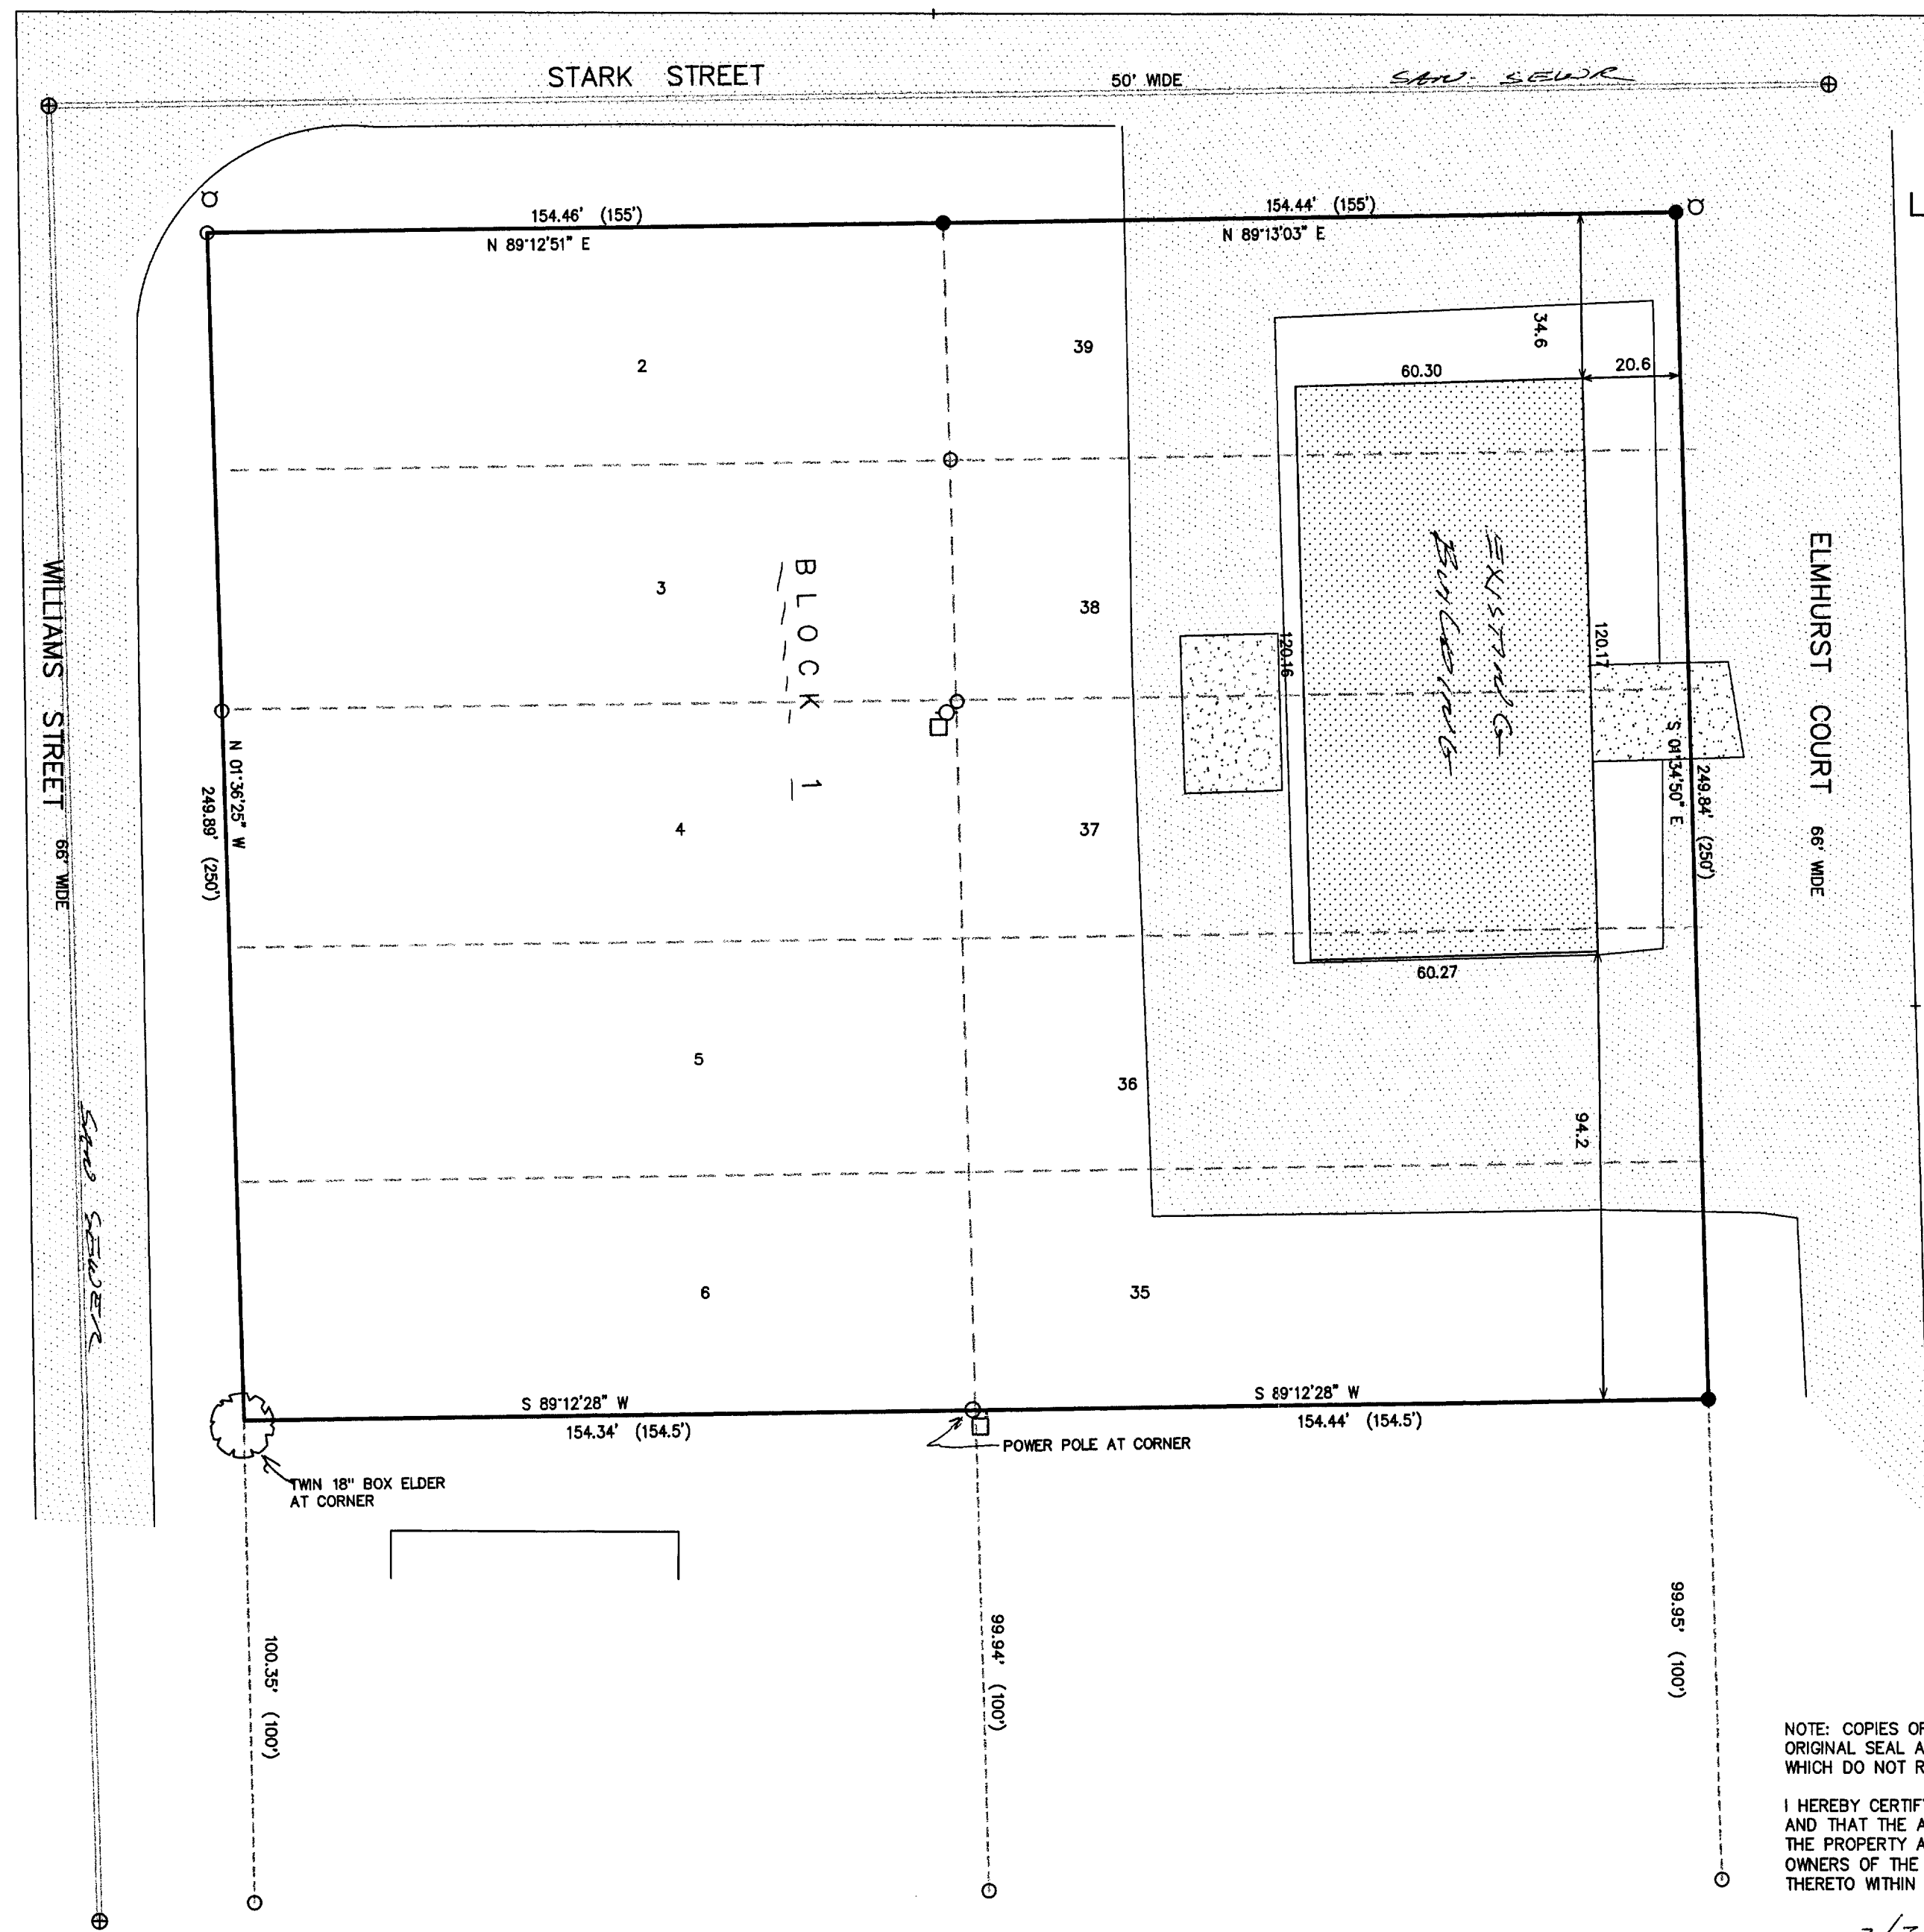 STARK STREET
50' WIDE
SAN. SEWR
154.46' (155')
N 89°12'51" E
154.44' (155')
N 89°13'03" E
34.6
60.30
20.6
2
39
3
38
BLOCK 1
EXISTING
BUILDING
120.16
120.17
S 01°34'50" E
249.84' (250')
ELMHURST COURT 66' WIDE
WILLIAMS STREET 66' WIDE
N 01°36'25" W
249.89' (250')
4
37
60.27
5
36
94.2
SAN SEWER
6
35
S 89°12'28" W
154.34' (154.5')
S 89°12'28" W
154.44' (154.5')
POWER POLE AT CORNER
TWIN 18" BOX ELDER
AT CORNER
100.35' (100')
99.94' (100')
99.95' (100')
NOTE: COPIES OF
ORIGINAL SEAL A
WHICH DO NOT R
I HEREBY CERTIF
AND THAT THE A
THE PROPERTY A
OWNERS OF THE
THERETO WITHIN